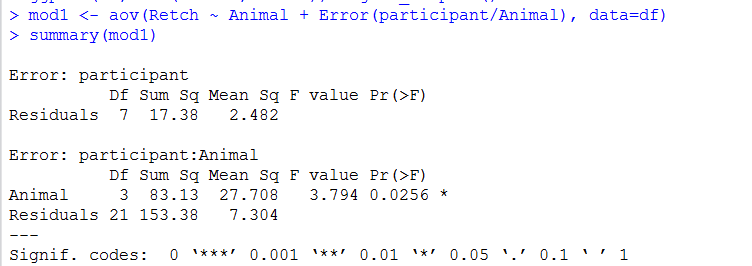 > mod1 <- aov(Retch ~ Animal + Error(participant/Animal), data=df)
> summary(mod1)
Error: participant
Df Sum Sq Mean Sq F value Pr(>F)
Residuals 7 17.38 2.482
Error: participant:Animal
Df Sum Sq Mean Sq F value Pr(>F)
Animal 3 83.13 27.708 3.794 0.0256 *
Residuals 21 153.38 7.304
---
Signif. codes: 0 ‘***’ 0.001 ‘**’ 0.01 ‘*’ 0.05 ‘.’ 0.1 ‘ ’ 1